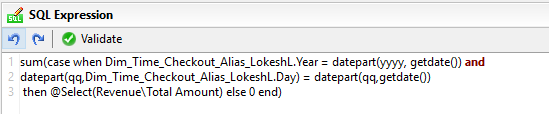 SQL Expression
Validate
1 sum(case when Dim_Time_Checkout_Alias_LokeshL.Year = datepart(yyyy, getdate()) and
2 datepart(qq,Dim_Time_Checkout_Alias_LokeshL.Day) = datepart(qq,getdate())
3 then @Select(Revenue\Total Amount) else 0 end)